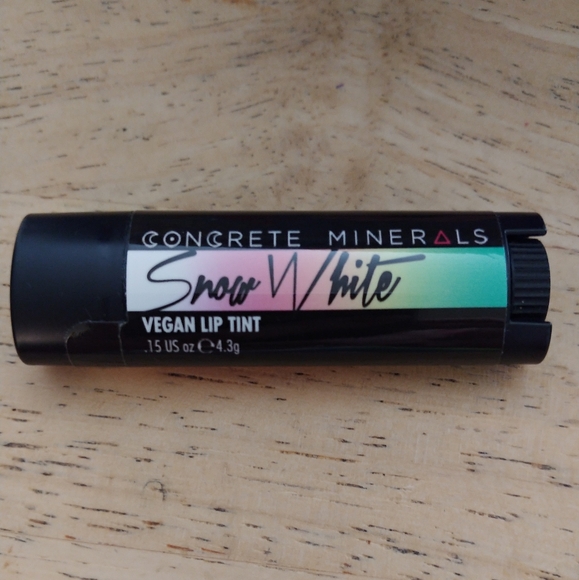 CONCRETE MINERALS
Snow White
VEGAN LIP TINT
.15 US oz ℮ 4.3g